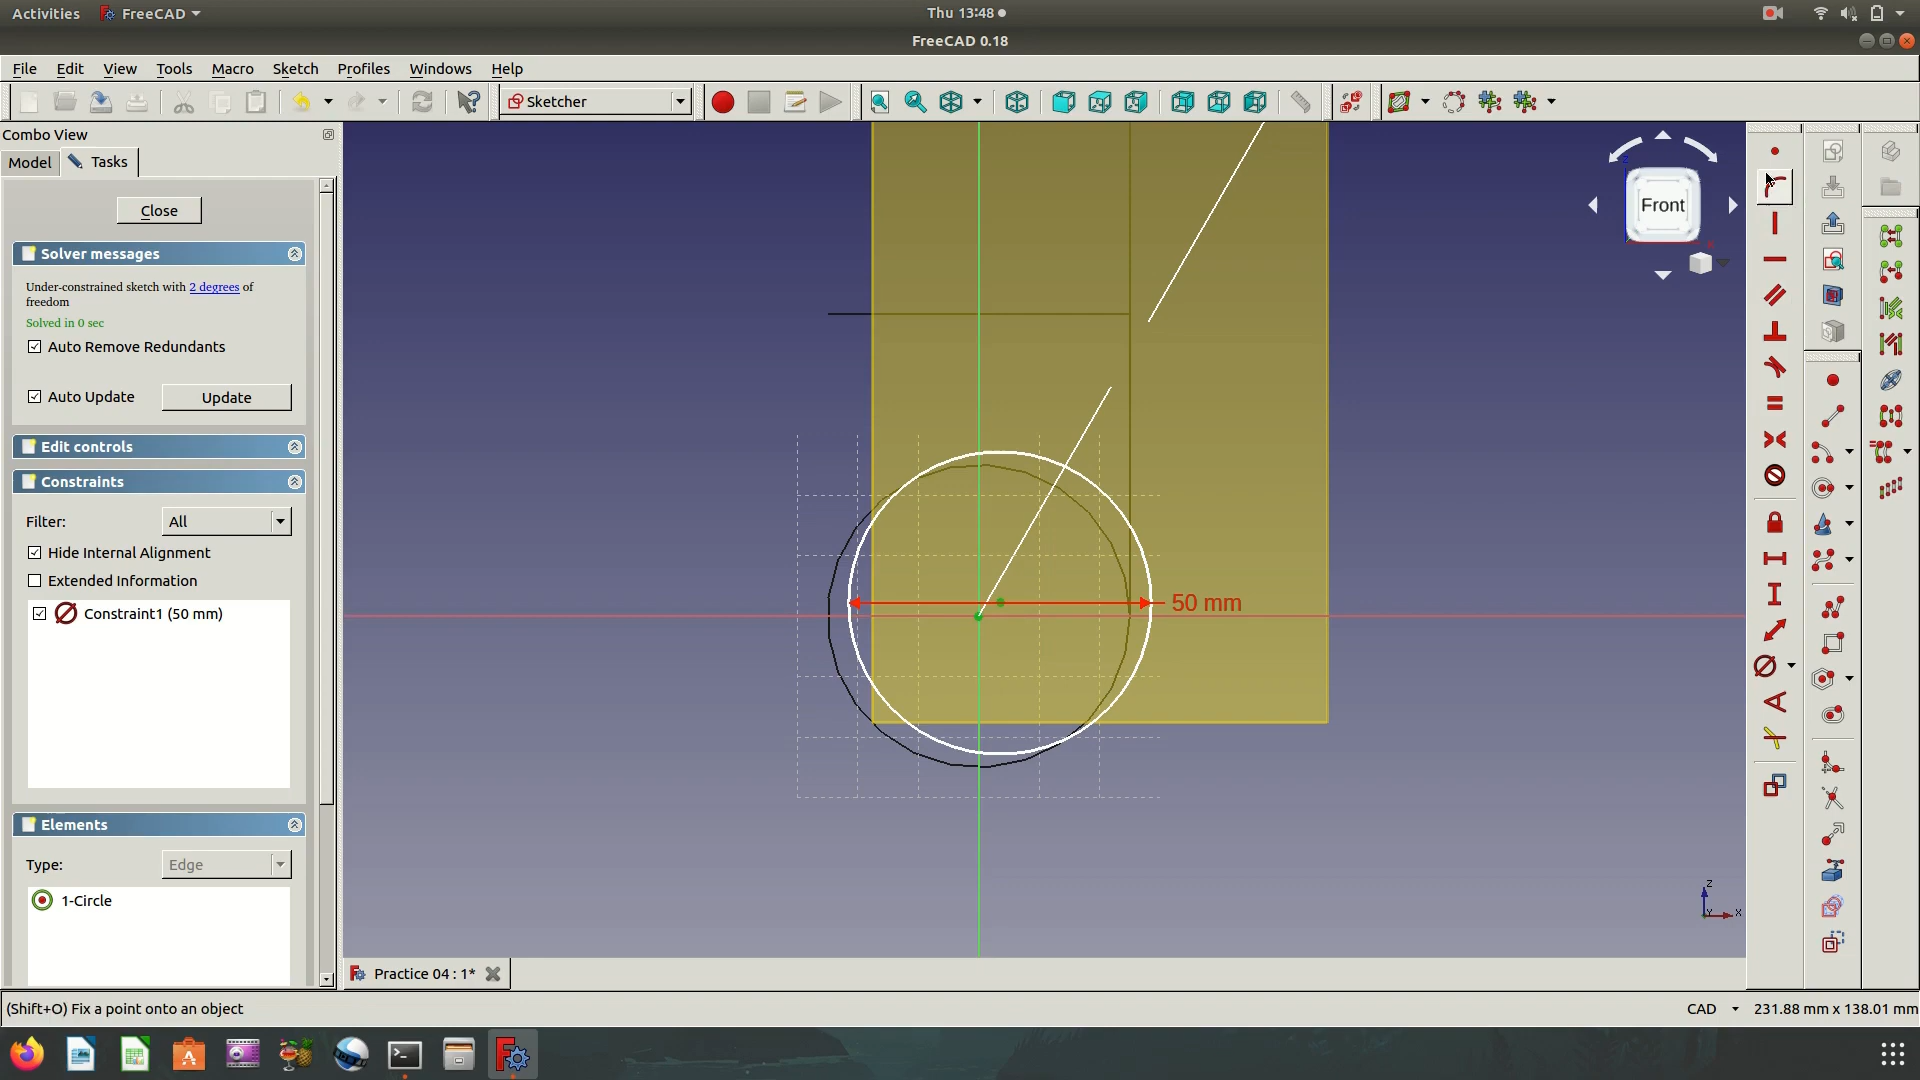 Activities FreeCAD Thu 13:48
FreeCAD 0.18
File Edit View Tools Macro Sketch Profiles Windows Help
Sketcher
Combo View
Model Tasks
Close
Solver messages
Under-constrained sketch with 2 degrees of
freedom
Solved in 0 sec
Auto Remove Redundants
Auto Update Update
Edit controls
Constraints
Filter: All
Hide Internal Alignment
Extended Information
Constraint1 (50 mm)
Elements
Type: Edge
1-Circle
50 mm
Front
z
x
Practice 04 : 1*
(Shift+O) Fix a point onto an object
CAD 231.88 mm x 138.01 mm